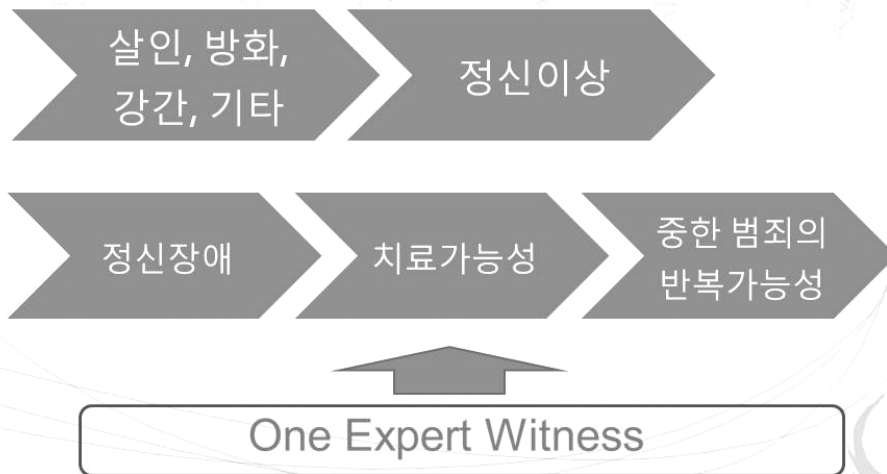 살인, 방화,
강간, 기타
정신이상
정신장애
치료가능성
중한 범죄의
반복가능성
One Expert Witness